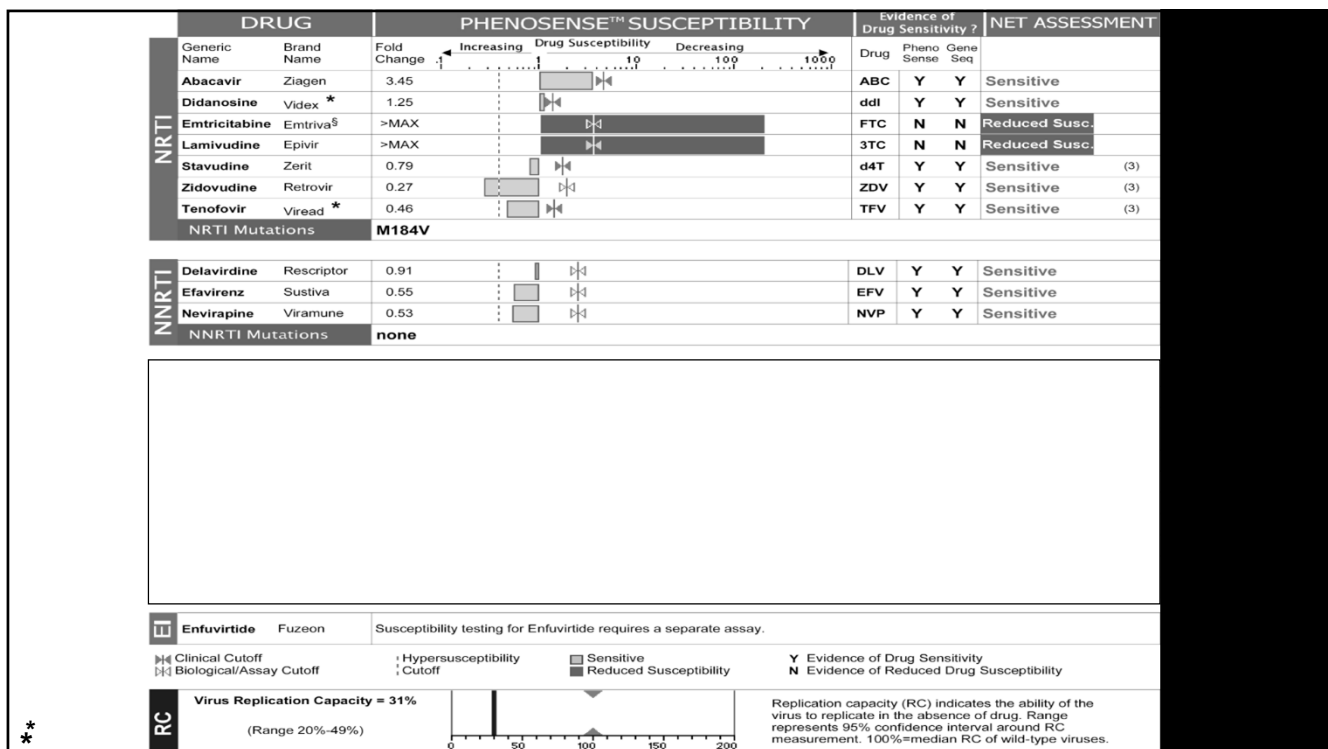 DRUG PHENOSENSE™ SUSCEPTIBILITY Evidence of Drug Sensitivity ? NET ASSESSMENT
Generic Name Brand Name Fold Change Increasing Drug Susceptibility Decreasing Drug Pheno Sense Gene Seq
.1 1 10 100 1000
NRTI
Abacavir Ziagen 3.45 ABC Y Y Sensitive
Didanosine Videx * 1.25 ddI Y Y Sensitive
Emtricitabine Emtriva§ >MAX FTC N N Reduced Susc.
Lamivudine Epivir >MAX 3TC N N Reduced Susc.
Stavudine Zerit 0.79 d4T Y Y Sensitive (3)
Zidovudine Retrovir 0.27 ZDV Y Y Sensitive (3)
Tenofovir Viread * 0.46 TFV Y Y Sensitive (3)
NRTI Mutations M184V
NNRTI
Delavirdine Rescriptor 0.91 DLV Y Y Sensitive
Efavirenz Sustiva 0.55 EFV Y Y Sensitive
Nevirapine Viramune 0.53 NVP Y Y Sensitive
NNRTI Mutations none
EI Enfuvirtide Fuzeon Susceptibility testing for Enfuvirtide requires a separate assay.
Clinical Cutoff Hypersusceptibility Sensitive Y Evidence of Drug Sensitivity
Biological/Assay Cutoff Cutoff Reduced Susceptibility N Evidence of Reduced Drug Susceptibility
RC
Virus Replication Capacity = 31%
(Range 20%-49%)
0 50 100 150 200
Replication capacity (RC) indicates the ability of the
virus to replicate in the absence of drug. Range
represents 95% confidence interval around RC
measurement. 100%=median RC of wild-type viruses.
*
*